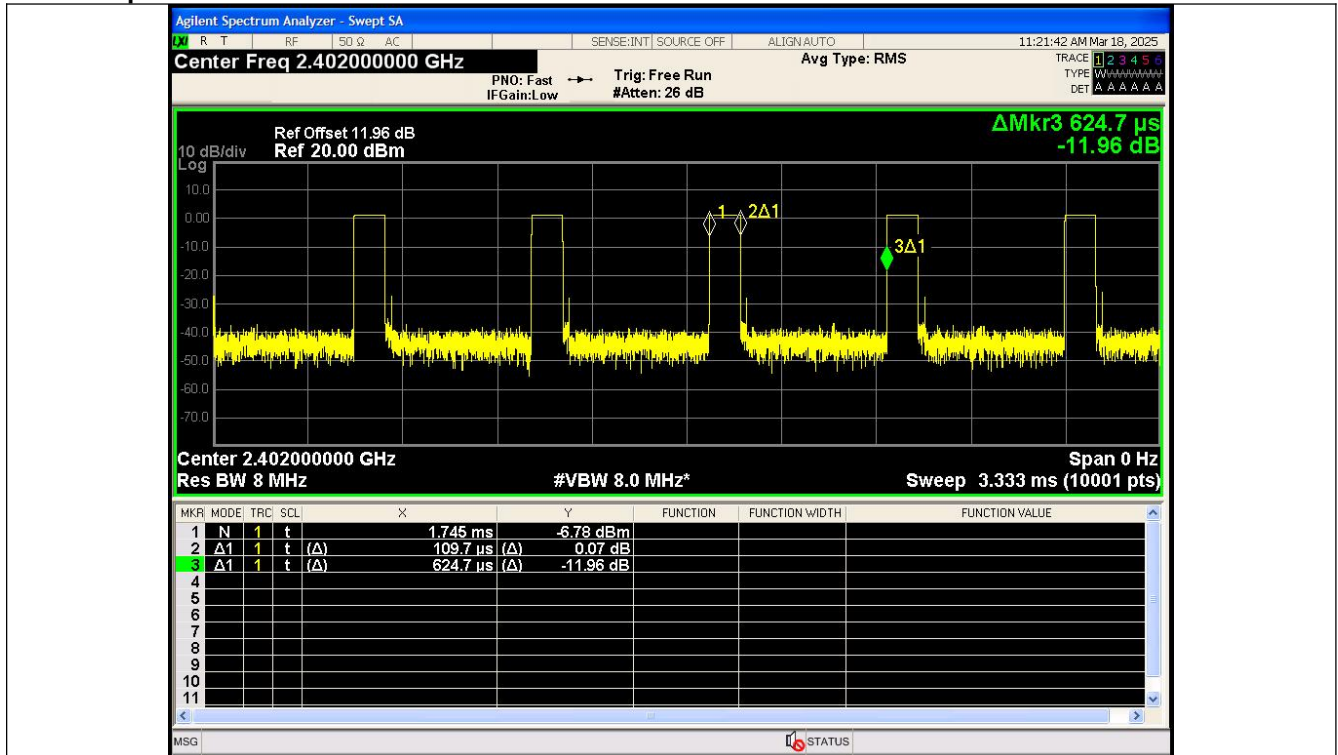 Agilent Spectrum Analyzer - Swept SA
LXI R T RF 50 Ω AC SENSE:INT SOURCE OFF ALIGN AUTO 11:21:42 AM Mar 18, 2025
Center Freq 2.402000000 GHz Avg Type: RMS TRACE 1 2 3 4 5 6
PNO: Fast Trig: Free Run TYPE WWWWWW
IFGain:Low #Atten: 26 dB DET A A A A A A
ΔMkr3 624.7 µs
Ref Offset 11.96 dB
10 dB/div Ref 20.00 dBm -11.96 dB
Log
10.0
1 2Δ1
0.00
-10.0 3Δ1
-20.0
-30.0
-40.0
-50.0
-60.0
-70.0
Center 2.402000000 GHz Span 0 Hz
Res BW 8 MHz #VBW 8.0 MHz* Sweep 3.333 ms (10001 pts)
MKR MODE TRC SCL X Y FUNCTION FUNCTION WIDTH FUNCTION VALUE
1 N 1 t 1.745 ms -6.78 dBm
2 Δ1 1 t (Δ) 109.7 µs (Δ) 0.07 dB
3 Δ1 1 t (Δ) 624.7 µs (Δ) -11.96 dB
4
5
6
7
8
9
10
11
MSG STATUS